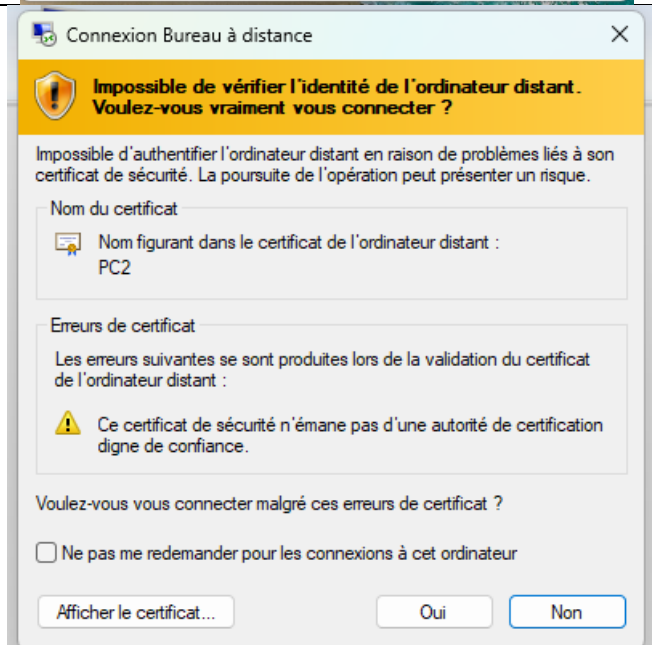 Connexion Bureau à distance
Impossible de vérifier l'identité de l'ordinateur distant.
Voulez-vous vraiment vous connecter ?
Impossible d'authentifier l'ordinateur distant en raison de problèmes liés à son
certificat de sécurité. La poursuite de l'opération peut présenter un risque.
Nom du certificat
Nom figurant dans le certificat de l'ordinateur distant :
PC2
Erreurs de certificat
Les erreurs suivantes se sont produites lors de la validation du certificat
de l'ordinateur distant :
Ce certificat de sécurité n'émane pas d'une autorité de certification
digne de confiance.
Voulez-vous vous connecter malgré ces erreurs de certificat ?
Ne pas me redemander pour les connexions à cet ordinateur
Afficher le certificat... Oui Non